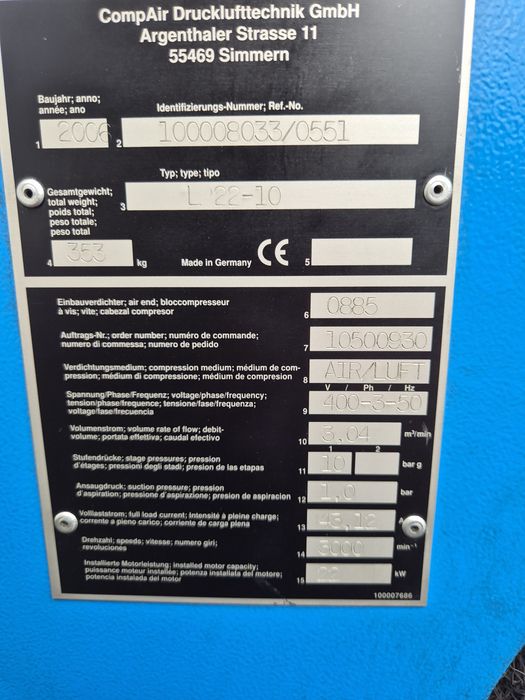 CompAir Drucklufttechnik GmbH
Argenthaler Strasse 11
55469 Simmern
Baujahr; anno;
année; ano
Identifizierungs-Nummer; Ref.-No.
1 2006
2 100008033/0551
Typ; type; tipo
Gesamtgewicht;
total weight;
poids total;
peso totale;
peso total
3 L 22-10
4 353 kg
Made in Germany CE 5
Einbauverdichter; air end; bloccompresseur
à vis; vite; cabezal compresor
6 0885
Auftrags-Nr.; order number; numéro de commande;
numero di commessa; numero de pedido
7 10500930
Verdichtungsmedium; compression medium; médium de com-
pression; médium di compressione; médium de compresion
8 AIR/LUFT
V / Ph / Hz
Spannung/Phase/Frequenz; voltage/phase/frequency;
tension/phase/frequence; tensione/fase/frequenza;
voltage/fase/frecuencia
9 400-3-50
Volumenstrom; volume rate of flow; debit-
volume; portata effettiva; caudal efectivo
10 3.04 m³/min
1 2
Stufendrücke; stage pressures; pression
d'étages; pressioni degli stadi; presion de las etapas
11 10 bar g
Ansaugdruck; suction pressure; pression
d'aspiration; pressione d'aspirazione; presion de aspiracion
12 1,0 bar
Vollaststrom; full load current; Intensité à pleine charge;
corrente a pieno carico; corriente de carga plena
13 43,12 A
Drehzahl; speeds; vitesse; numero giri;
revoluciones
14 3000 min⁻¹
Installierte Motorleistung; installed motor capacity;
puissance moteur installée; potenza installata del motore;
potencia instalada del motor
15 22 kW
100007686